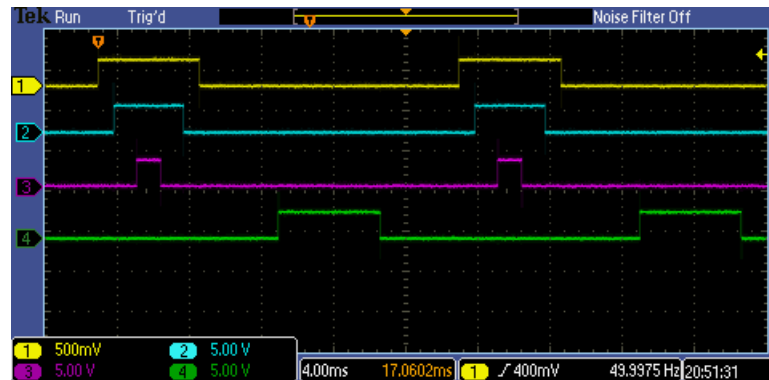 Tek Run Trig'd Noise Filter Off
T
T
1
2
3
4
1 500mV 2 5.00 V
3 5.00 V 4 5.00 V
4.00ms 17.0602ms 1 400mV 49.9975 Hz 20:51:31